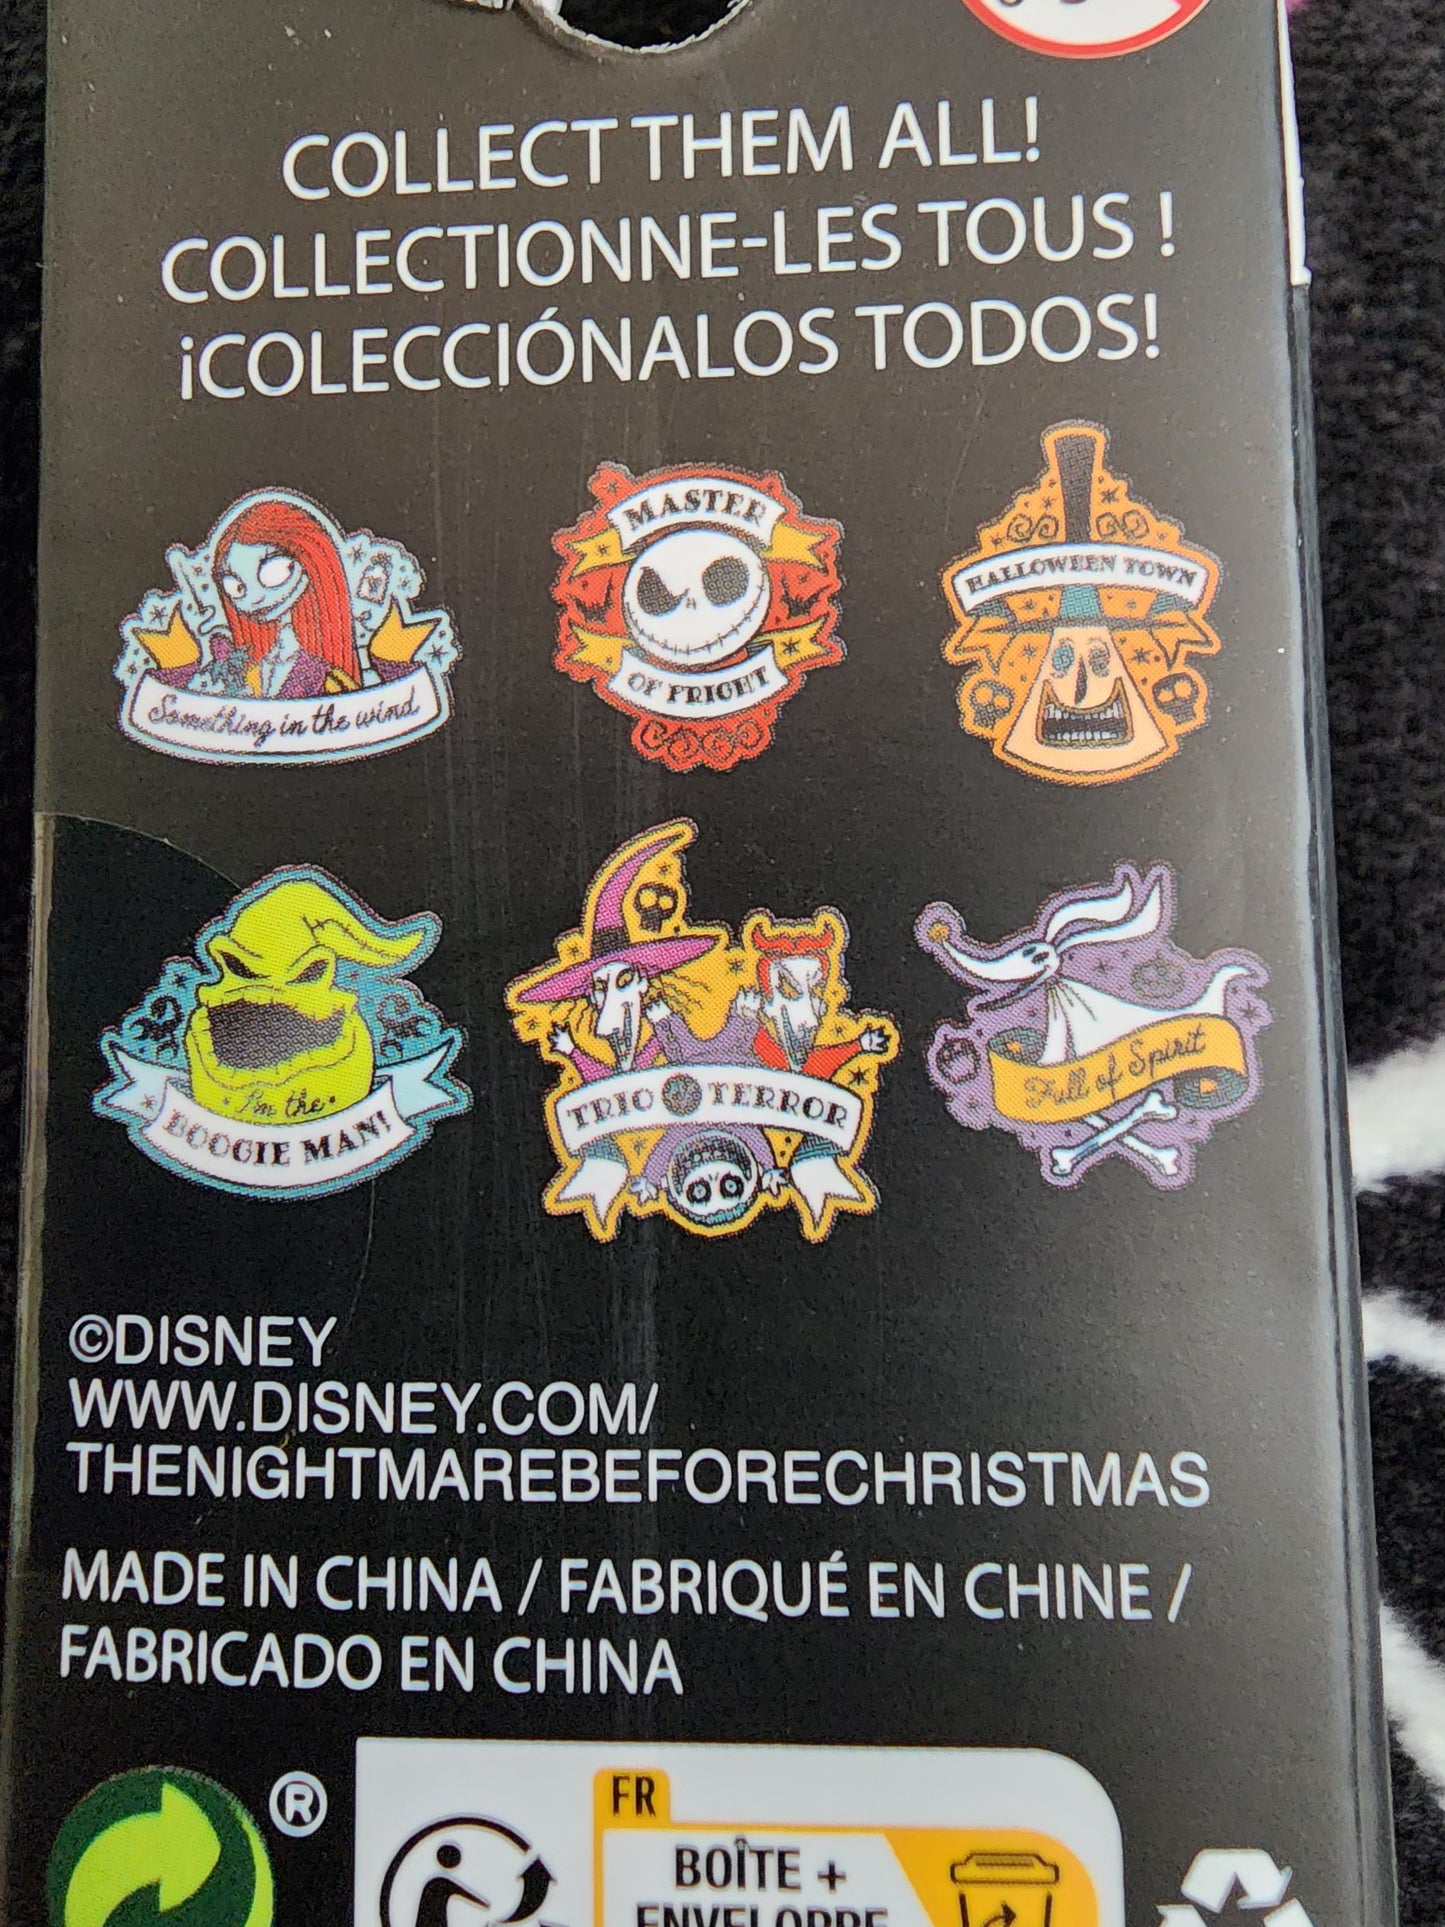 COLLECT THEM ALL!
COLLECTIONNE-LES TOUS !
¡COLECCIÓNALOS TODOS!
Something in the wind
MASTER
OF FRIGHT
HALLOWEEN TOWN
I'm the
BOOGIE MAN!
TRIO TERROR
Full of Spirit
©DISNEY
WWW.DISNEY.COM/
THENIGHTMAREBEFORECHRISTMAS
MADE IN CHINA / FABRIQUÉ EN CHINE /
FABRICADO EN CHINA
®
FR
BOÎTE +
ENVELOPPE